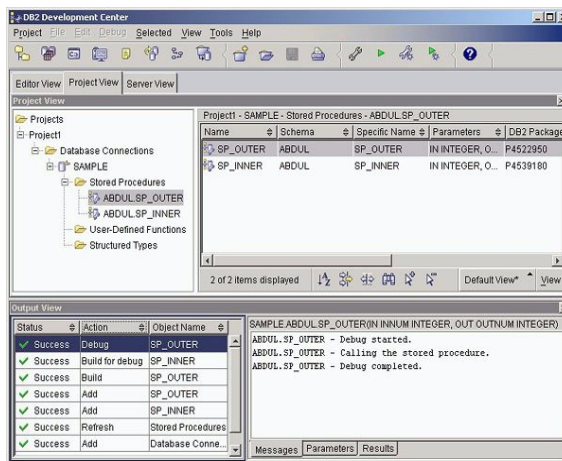 DB2 Development Center
Project File Edit Debug Selected View Tools Help
Editor View Project View Server View
Project View
Projects
Project1
Database Connections
SAMPLE
Stored Procedures
ABDUL.SP_OUTER
ABDUL.SP_INNER
User-Defined Functions
Structured Types
Project1 - SAMPLE - Stored Procedures - ABDUL.SP_OUTER
Name Schema Specific Name Parameters DB2 Package
SP_OUTER ABDUL SP_OUTER IN INTEGER, O... P4522950
SP_INNER ABDUL SP_INNER IN INTEGER, O... P4539180
2 of 2 items displayed Default View* View
Output View
Status Action Object Name
Success Debug SP_OUTER
Success Build for debug SP_INNER
Success Build SP_OUTER
Success Add SP_OUTER
Success Add SP_INNER
Success Refresh Stored Procedures
Success Add Database Conne...
SAMPLE.ABDUL.SP_OUTER(IN INNUM INTEGER, OUT OUTNUM INTEGER)
ABDUL.SP_OUTER - Debug started.
ABDUL.SP_OUTER - Calling the stored procedure.
ABDUL.SP_OUTER - Debug completed.
Messages Parameters Results